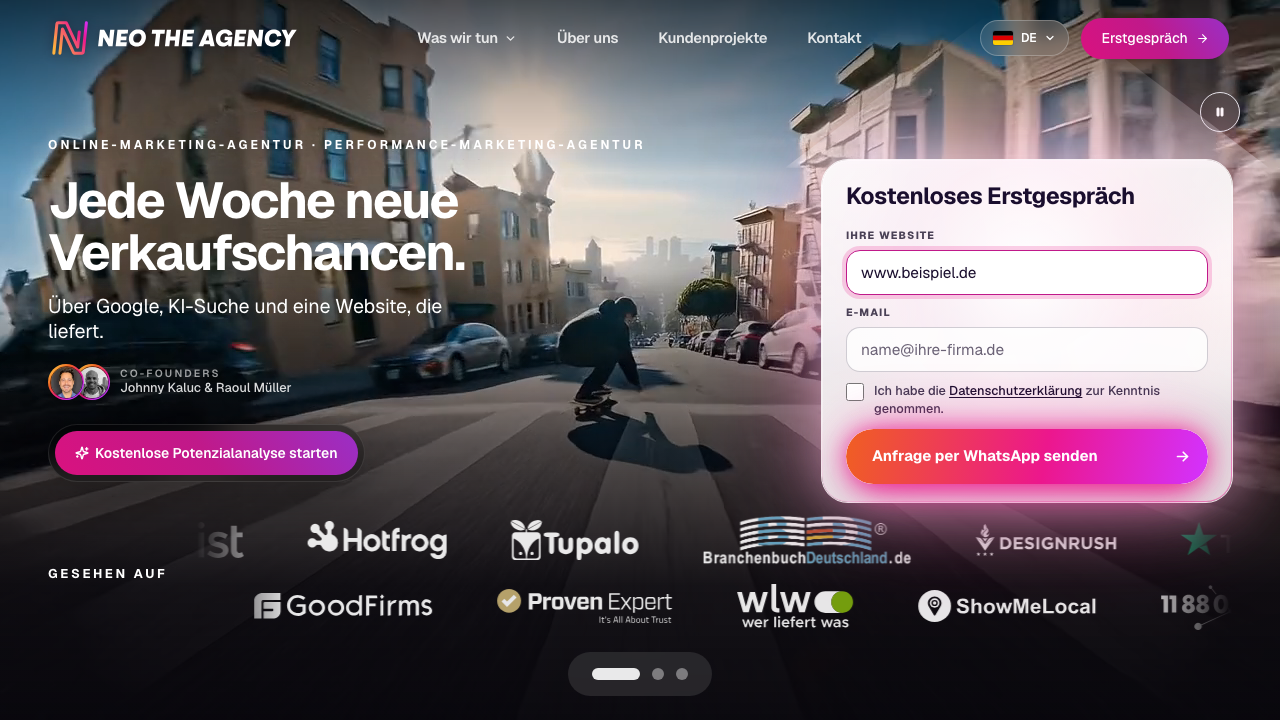 NEO THE AGENCY
Was wir tun
Über uns
Kundenprojekte
Kontakt
DE
Erstgespräch
ONLINE-MARKETING-AGENTUR · PERFORMANCE-MARKETING-AGENTUR
Jede Woche neue
Verkaufschancen.
Über Google, KI-Suche und eine Website, die
liefert.
CO-FOUNDERS
Johnny Kaluc & Raoul Müller
Kostenlose Potenzialanalyse starten
Kostenloses Erstgespräch
IHRE WEBSITE
www.beispiel.de
E-MAIL
name@ihre-firma.de
Ich habe die Datenschutzerklärung zur Kenntnis
genommen.
Anfrage per WhatsApp senden
GESEHEN AUF
ist
Hotfrog
Tupalo
BranchenbuchDeutschland.de
DESIGNRUSH
GoodFirms
Proven Expert
It's All About Trust
wlw
wer liefert was
ShowMeLocal
11 880